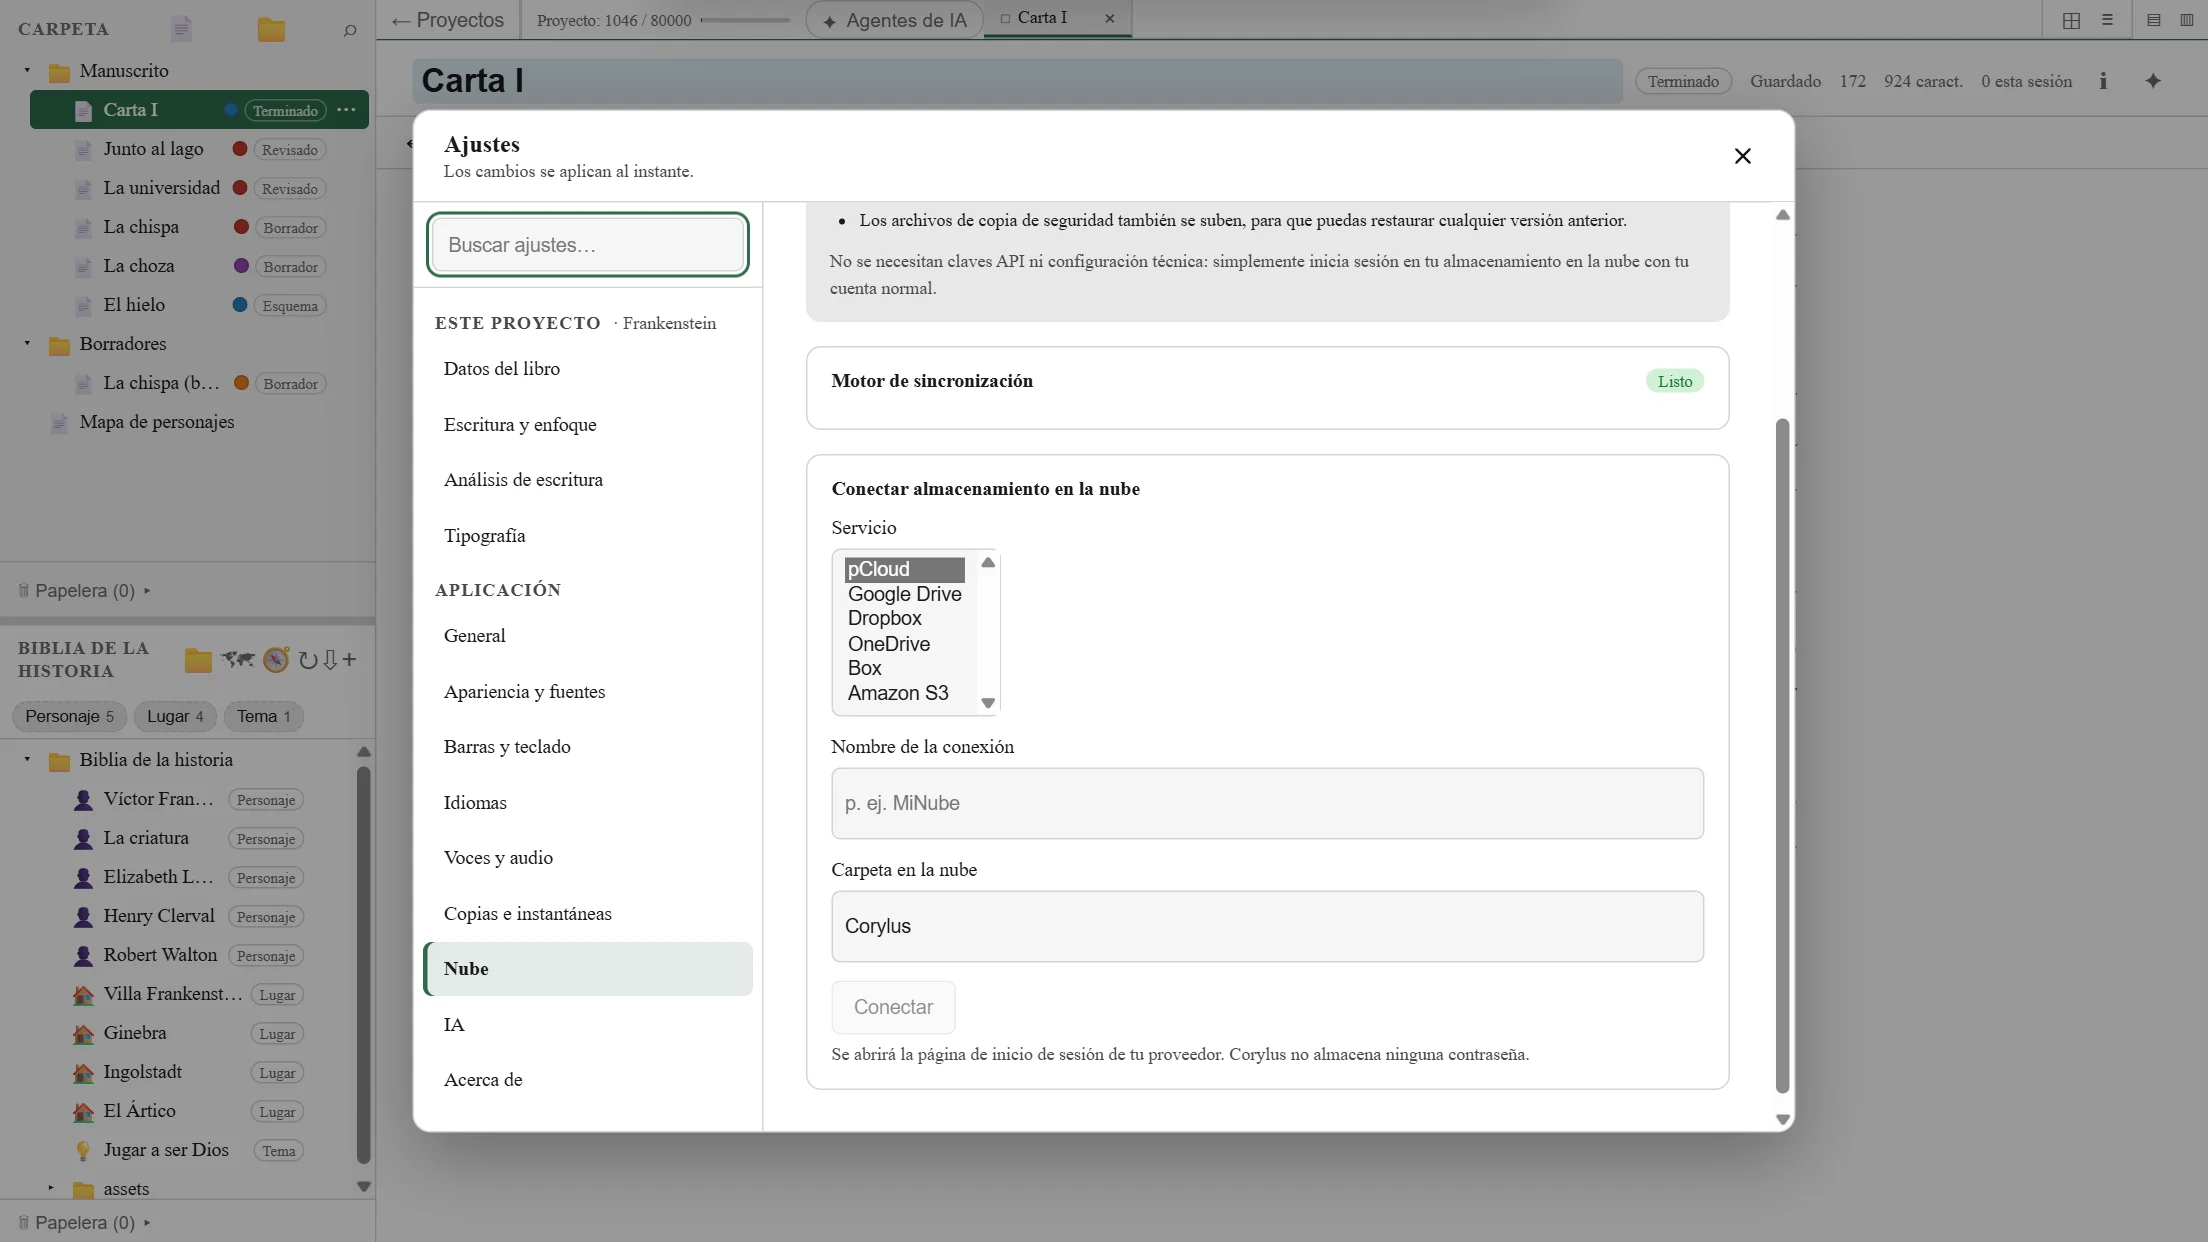 CARPETA
Manuscrito
Carta I Terminado
Junto al lago Revisado
La universidad Revisado
La chispa Borrador
La choza Borrador
El hielo Esquema
Borradores
La chispa (b… Borrador
Mapa de personajes
Papelera (0)
BIBLIA DE LA
HISTORIA
Personaje 5 Lugar 4 Tema 1
Biblia de la historia
Víctor Fran… Personaje
La criatura Personaje
Elizabeth L… Personaje
Henry Clerval Personaje
Robert Walton Personaje
Villa Frankenst… Lugar
Ginebra Lugar
Ingolstadt Lugar
El Ártico Lugar
Jugar a ser Dios Tema
assets
Papelera (0)
← Proyectos Proyecto: 1046 / 80000 Agentes de IA Carta I ×
Carta I Terminado Guardado 172 924 caract. 0 esta sesión
Ajustes
Los cambios se aplican al instante.
Buscar ajustes…
ESTE PROYECTO · Frankenstein
Datos del libro
Escritura y enfoque
Análisis de escritura
Tipografía
APLICACIÓN
General
Apariencia y fuentes
Barras y teclado
Idiomas
Voces y audio
Copias e instantáneas
Nube
IA
Acerca de
• Los archivos de copia de seguridad también se suben, para que puedas restaurar cualquier versión anterior.
No se necesitan claves API ni configuración técnica: simplemente inicia sesión en tu almacenamiento en la nube con tu
cuenta normal.
Motor de sincronización Listo
Conectar almacenamiento en la nube
Servicio
pCloud
Google Drive
Dropbox
OneDrive
Box
Amazon S3
Nombre de la conexión
p. ej. MiNube
Carpeta en la nube
Corylus
Conectar
Se abrirá la página de inicio de sesión de tu proveedor. Corylus no almacena ninguna contraseña.